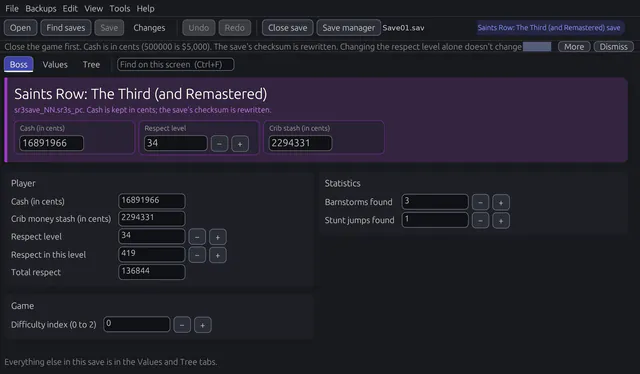 File Backups Edit View Tools Help
Open Find saves Save Changes Undo Redo Close save Save manager Save01.sav Saints Row: The Third (and Remastered) save
Close the game first. Cash is in cents (500000 is $5,000). The save's checksum is rewritten. Changing the respect level alone doesn't change More Dismiss
Boss Values Tree Find on this screen (Ctrl+F)
Saints Row: The Third (and Remastered)
sr3save_NN.sr3s_pc. Cash is kept in cents; the save's checksum is rewritten.
Cash (in cents) Respect level Crib stash (in cents)
16891966 34 − + 2294331
Player
Cash (in cents) 16891966
Crib money stash (in cents) 2294331
Respect level 34 − +
Respect in this level 419 − +
Total respect 136844
Statistics
Barnstorms found 3 − +
Stunt jumps found 1 − +
Game
Difficulty index (0 to 2) 0 − +
Everything else in this save is in the Values and Tree tabs.